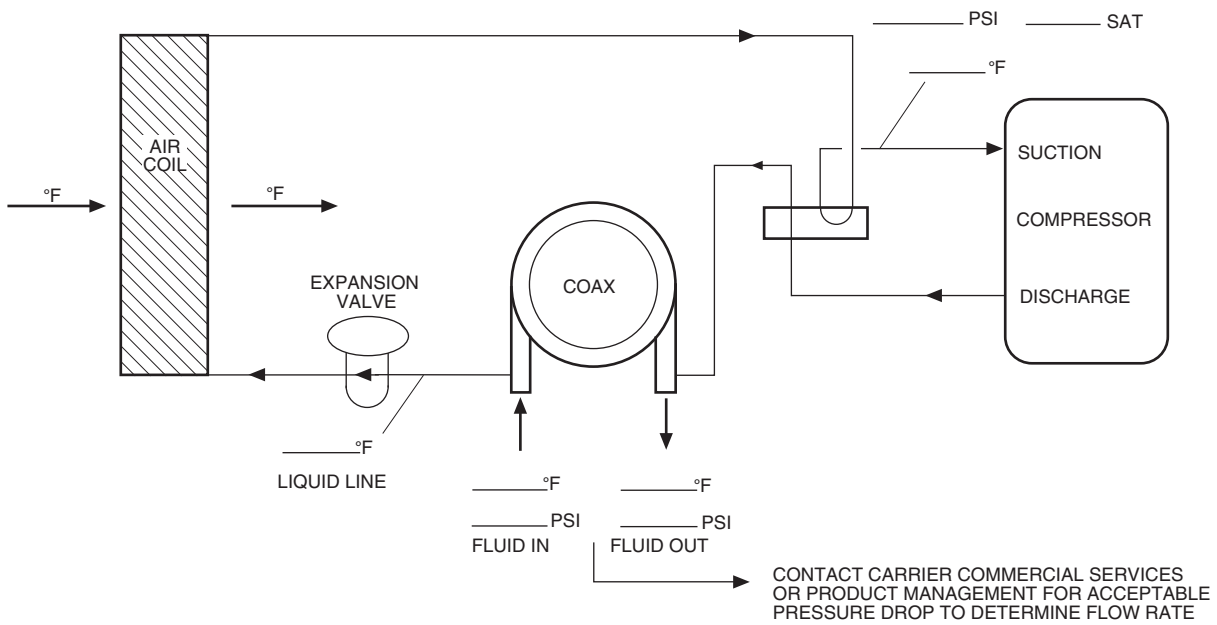 PSI SAT
°F
AIR
COIL
SUCTION
°F
°F
COMPRESSOR
EXPANSION
VALVE
COAX
DISCHARGE
°F
LIQUID LINE
°F
°F
PSI
PSI
FLUID IN
FLUID OUT
CONTACT CARRIER COMMERCIAL SERVICES
OR PRODUCT MANAGEMENT FOR ACCEPTABLE
PRESSURE DROP TO DETERMINE FLOW RATE